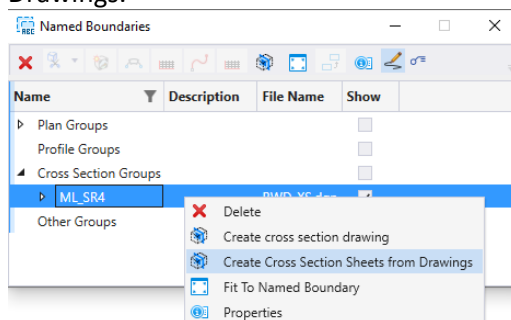 Drawings.
Named Boundaries
Name Description File Name Show
Plan Groups
Profile Groups
Cross Section Groups
ML_SR4
Other Groups
Delete
Create cross section drawing
Create Cross Section Sheets from Drawings
Fit To Named Boundary
Properties